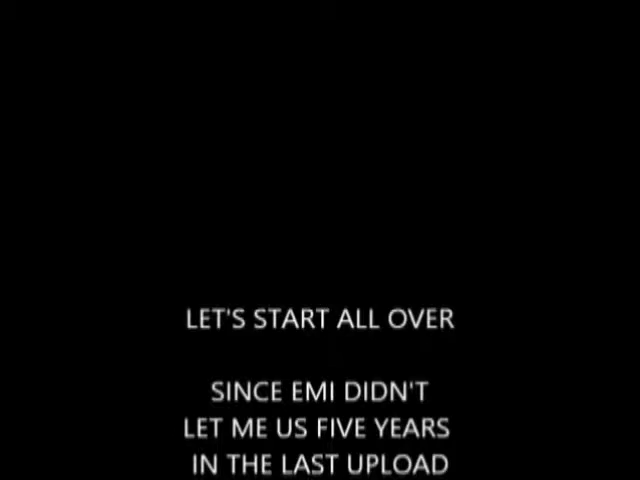 LET'S START ALL OVER
SINCE EMI DIDN'T
LET ME US FIVE YEARS
IN THE LAST UPLOAD